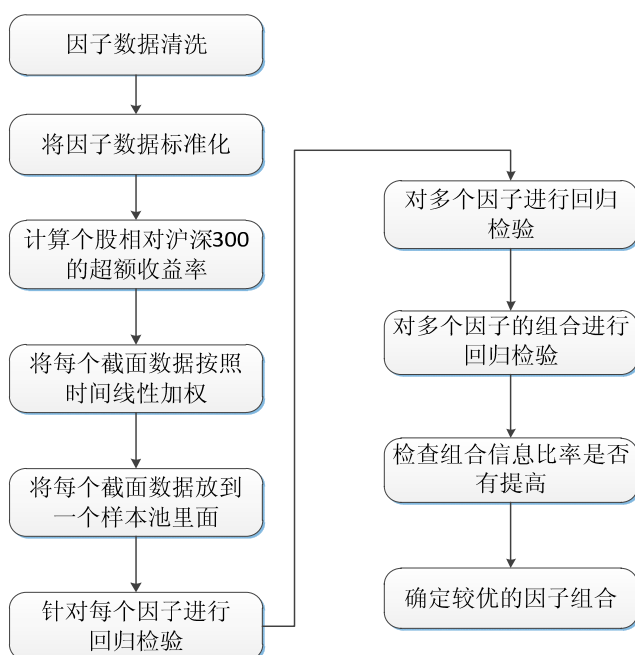 因子数据清洗
将因子数据标准化
计算个股相对沪深300
的超额收益率
将每个截面数据按照
时间线性加权
将每个截面数据放到
一个样本池里面
针对每个因子进行
回归检验
对多个因子进行回归
检验
对多个因子的组合进行
回归检验
检查组合信息比率是否
有提高
确定较优的因子组合